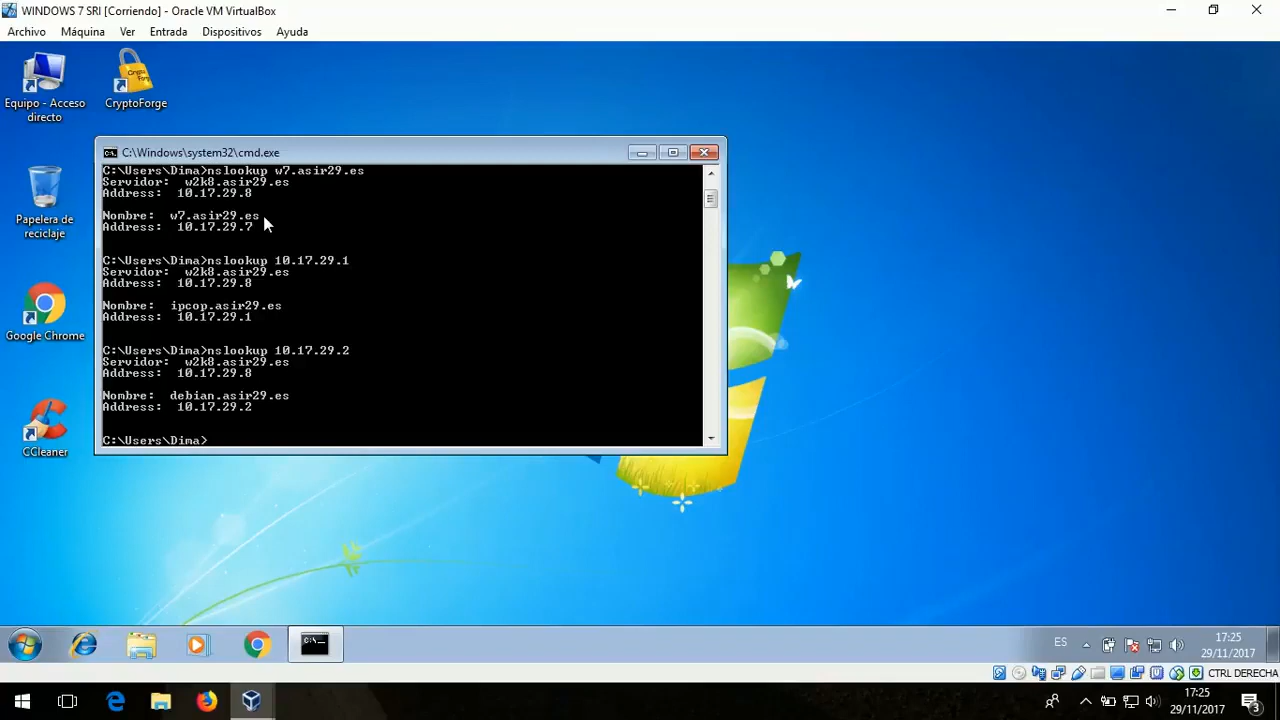 WINDOWS 7 SRI [Corriendo] - Oracle VM VirtualBox
Archivo Máquina Ver Entrada Dispositivos Ayuda
Equipo - Acceso
directo
CryptoForge
Papelera de
reciclaje
Google Chrome
CCleaner
C:\Windows\system32\cmd.exe
C:\Users\Dima>nslookup w7.asir29.es
Servidor: w2k8.asir29.es
Address: 10.17.29.8
Nombre: w7.asir29.es
Address: 10.17.29.7
C:\Users\Dima>nslookup 10.17.29.1
Servidor: w2k8.asir29.es
Address: 10.17.29.8
Nombre: ipcop.asir29.es
Address: 10.17.29.1
C:\Users\Dima>nslookup 10.17.29.2
Servidor: w2k8.asir29.es
Address: 10.17.29.8
Nombre: debian.asir29.es
Address: 10.17.29.2
C:\Users\Dima>
ES
17:25
29/11/2017
CTRL DERECHA
17:25
29/11/2017
3